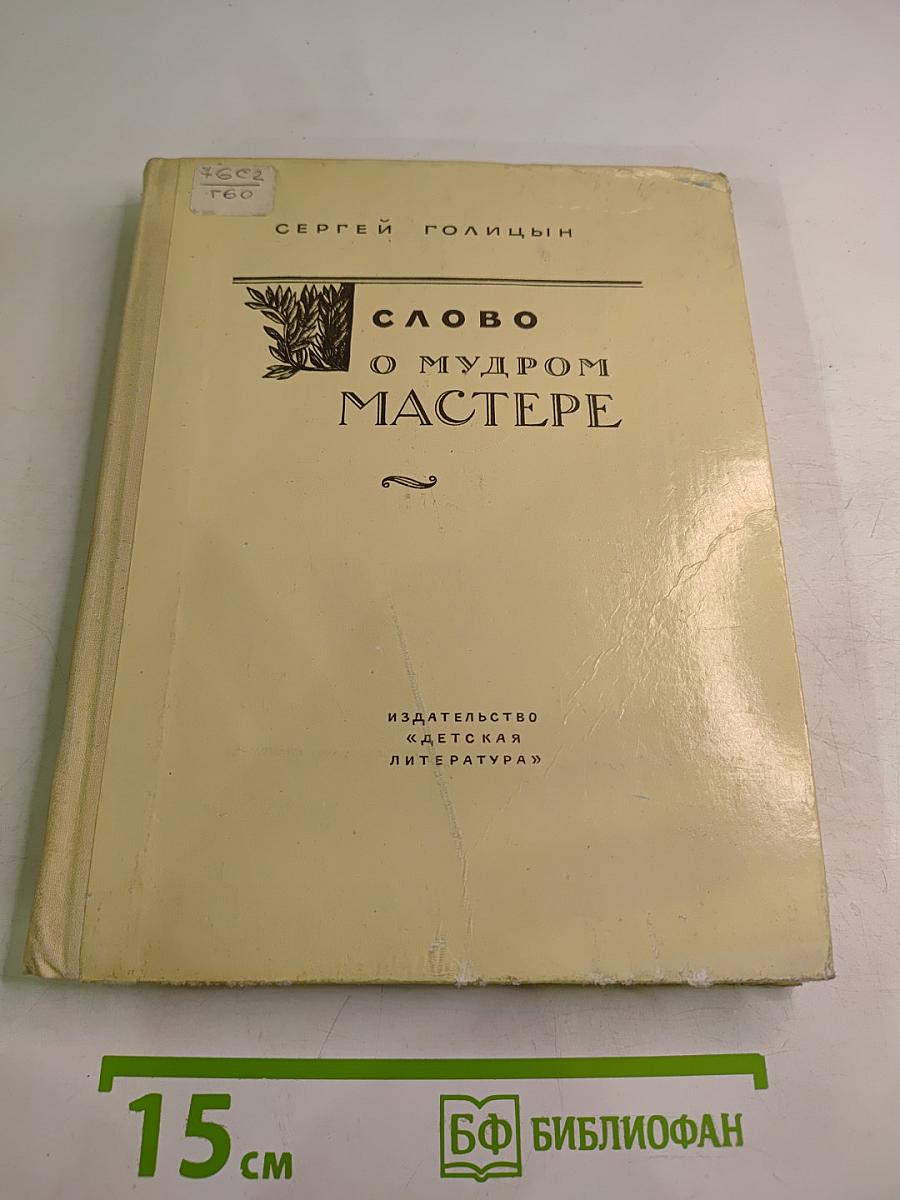 76С2
Г60
СЕРГЕЙ ГОЛИЦЫН
СЛОВО
О МУДРОМ
МАСТЕРЕ
ИЗДАТЕЛЬСТВО
«ДЕТСКАЯ
ЛИТЕРАТУРА»
15 см
БФ БИБЛИОФАН